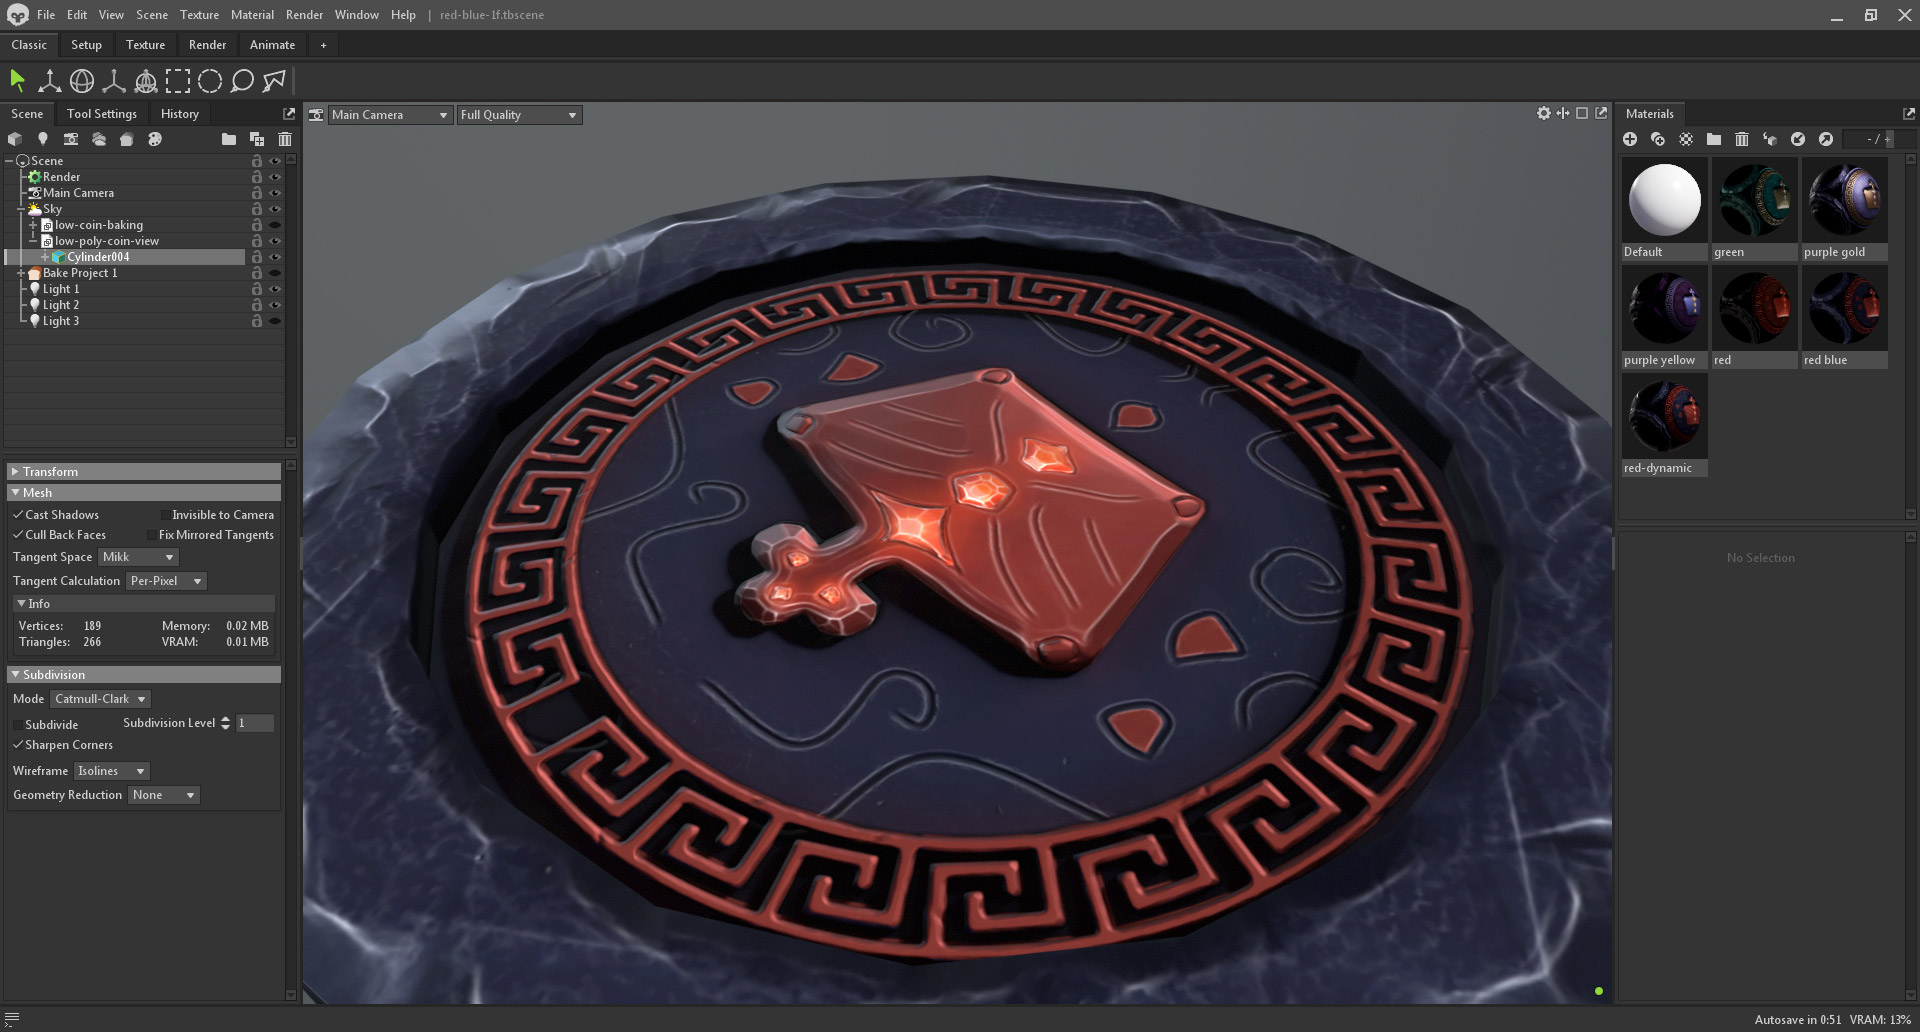 File Edit View Scene Texture Material Render Window Help | red-blue-1f.tbscene
Classic Setup Texture Render Animate +
Scene Tool Settings History
Main Camera Full Quality
Materials
- / +
Scene
Render
Main Camera
Sky
low-coin-baking
low-poly-coin-view
Cylinder004
Bake Project 1
Light 1
Light 2
Light 3
Default green purple gold
purple yellow red red blue
red-dynamic
Transform
Mesh
Cast Shadows Invisible to Camera
Cull Back Faces Fix Mirrored Tangents
Tangent Space Mikk
Tangent Calculation Per-Pixel
Info
Vertices: 189 Memory: 0.02 MB
Triangles: 266 VRAM: 0.01 MB
Subdivision
Mode Catmull-Clark
Subdivide Subdivision Level 1
Sharpen Corners
Wireframe Isolines
Geometry Reduction None
No Selection
Autosave in 0:51 VRAM: 13%